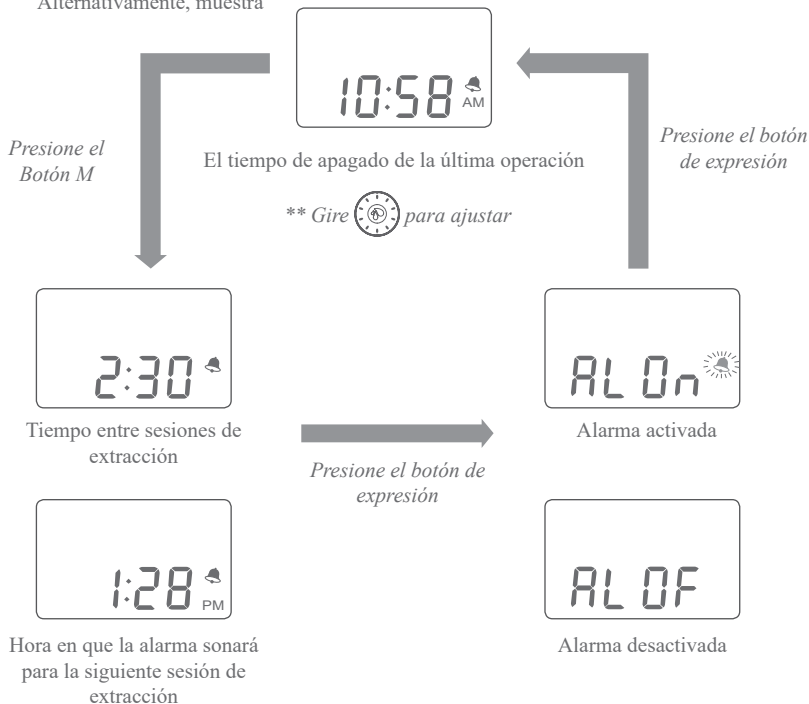 Alternativamente, muestra
10:58 AM
El tiempo de apagado de la última operación
** Gire para ajustar
Presione el
Botón M
Presione el botón
de expresión
2:30
Tiempo entre sesiones de
extracción
Presione el botón de
expresión
AL On
Alarma activada
1:28 PM
Hora en que la alarma sonará
para la siguiente sesión de
extracción
AL OF
Alarma desactivada